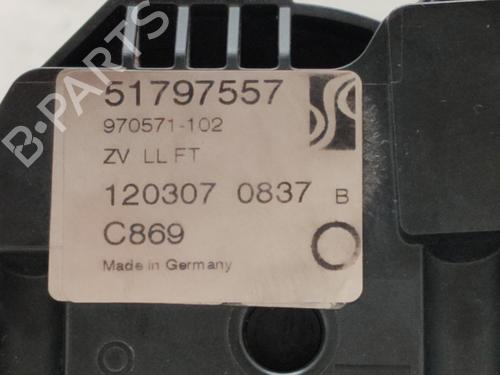 51797557
970571-102
ZV LL FT
120307 0837 B
C869
Made in Germany
B-PARTS